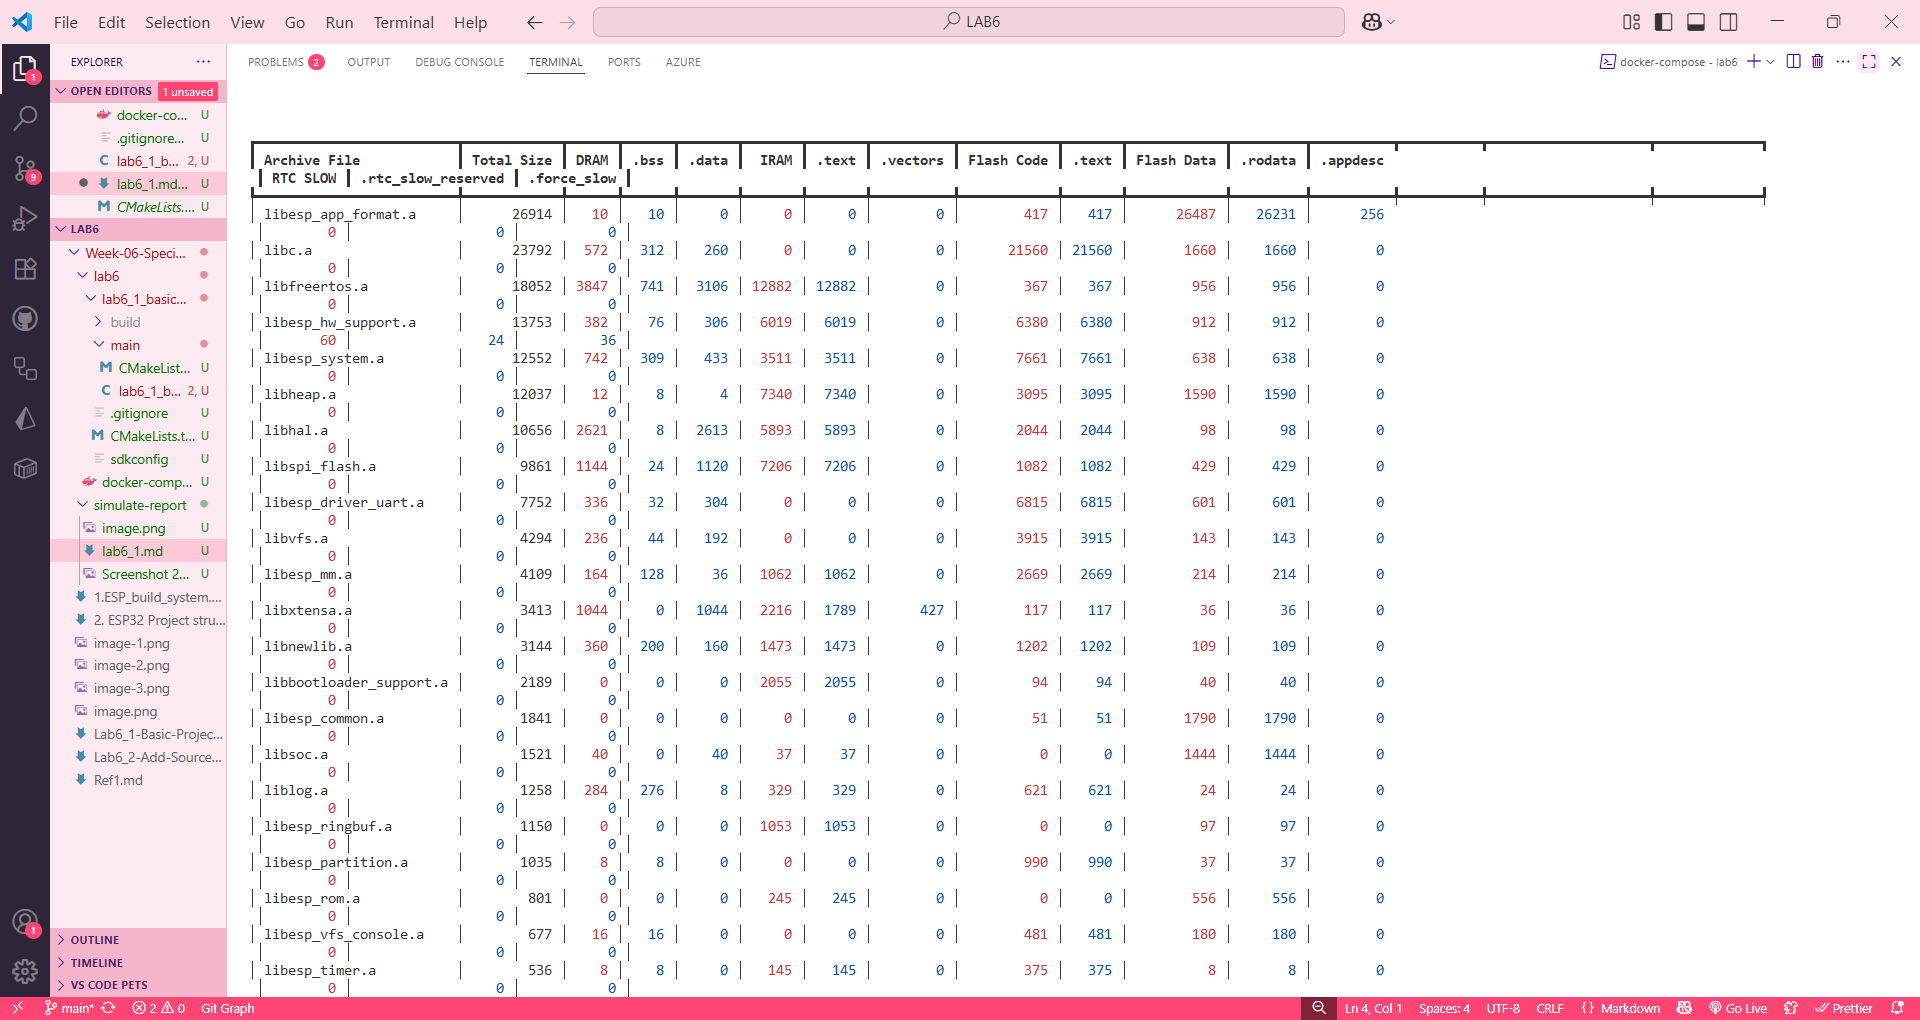 File Edit Selection View Go Run Terminal Help LAB6
EXPLORER
PROBLEMS 2 OUTPUT DEBUG CONSOLE TERMINAL PORTS AZURE docker-compose - lab6
OPEN EDITORS 1 unsaved
docker-co... U
.gitignore... U
C lab6_1_b... 2, U
lab6_1.md... U
M CMakeLists.... U
LAB6
Week-06-Speci...
lab6
lab6_1_basic...
build
main
M CMakeList... U
C lab6_1_b... 2, U
.gitignore U
M CMakeLists.t... U
sdkconfig U
docker-comp... U
simulate-report
image.png U
lab6_1.md U
Screenshot 2... U
1.ESP_build_system....
2. ESP32 Project stru...
image-1.png
image-2.png
image-3.png
image.png
Lab6_1-Basic-Projec...
Lab6_2-Add-Source...
Ref1.md
OUTLINE
TIMELINE
VS CODE PETS
1
9
1
Archive File Total Size DRAM .bss .data IRAM .text .vectors Flash Code .text Flash Data .rodata .appdesc
RTC SLOW .rtc_slow_reserved .force_slow
libesp_app_format.a 26914 10 10 0 0 0 0 417 417 26487 26231 256
0 0 0
libc.a 23792 572 312 260 0 0 0 21560 21560 1660 1660 0
0 0 0
libfreertos.a 18052 3847 741 3106 12882 12882 0 367 367 956 956 0
0 0 0
libesp_hw_support.a 13753 382 76 306 6019 6019 0 6380 6380 912 912 0
60 24 36
libesp_system.a 12552 742 309 433 3511 3511 0 7661 7661 638 638 0
0 0 0
libheap.a 12037 12 8 4 7340 7340 0 3095 3095 1590 1590 0
0 0 0
libhal.a 10656 2621 8 2613 5893 5893 0 2044 2044 98 98 0
0 0 0
libspi_flash.a 9861 1144 24 1120 7206 7206 0 1082 1082 429 429 0
0 0 0
libesp_driver_uart.a 7752 336 32 304 0 0 0 6815 6815 601 601 0
0 0 0
libvfs.a 4294 236 44 192 0 0 0 3915 3915 143 143 0
0 0 0
libesp_mm.a 4109 164 128 36 1062 1062 0 2669 2669 214 214 0
0 0 0
libxtensa.a 3413 1044 0 1044 2216 1789 427 117 117 36 36 0
0 0 0
libnewlib.a 3144 360 200 160 1473 1473 0 1202 1202 109 109 0
0 0 0
libbootloader_support.a 2189 0 0 0 2055 2055 0 94 94 40 40 0
0 0 0
libesp_common.a 1841 0 0 0 0 0 0 51 51 1790 1790 0
0 0 0
libsoc.a 1521 40 0 40 37 37 0 0 0 1444 1444 0
0 0 0
liblog.a 1258 284 276 8 329 329 0 621 621 24 24 0
0 0 0
libesp_ringbuf.a 1150 0 0 0 1053 1053 0 0 0 97 97 0
0 0 0
libesp_partition.a 1035 8 8 0 0 0 0 990 990 37 37 0
0 0 0
libesp_rom.a 801 0 0 0 245 245 0 0 0 556 556 0
0 0 0
libesp_vfs_console.a 677 16 16 0 0 0 0 481 481 180 180 0
0 0 0
libesp_timer.a 536 8 8 0 145 145 0 375 375 8 8 0
0 0 0
main* 2 0 Git Graph Ln 4, Col 1 Spaces: 4 UTF-8 CRLF {} Markdown Go Live Prettier